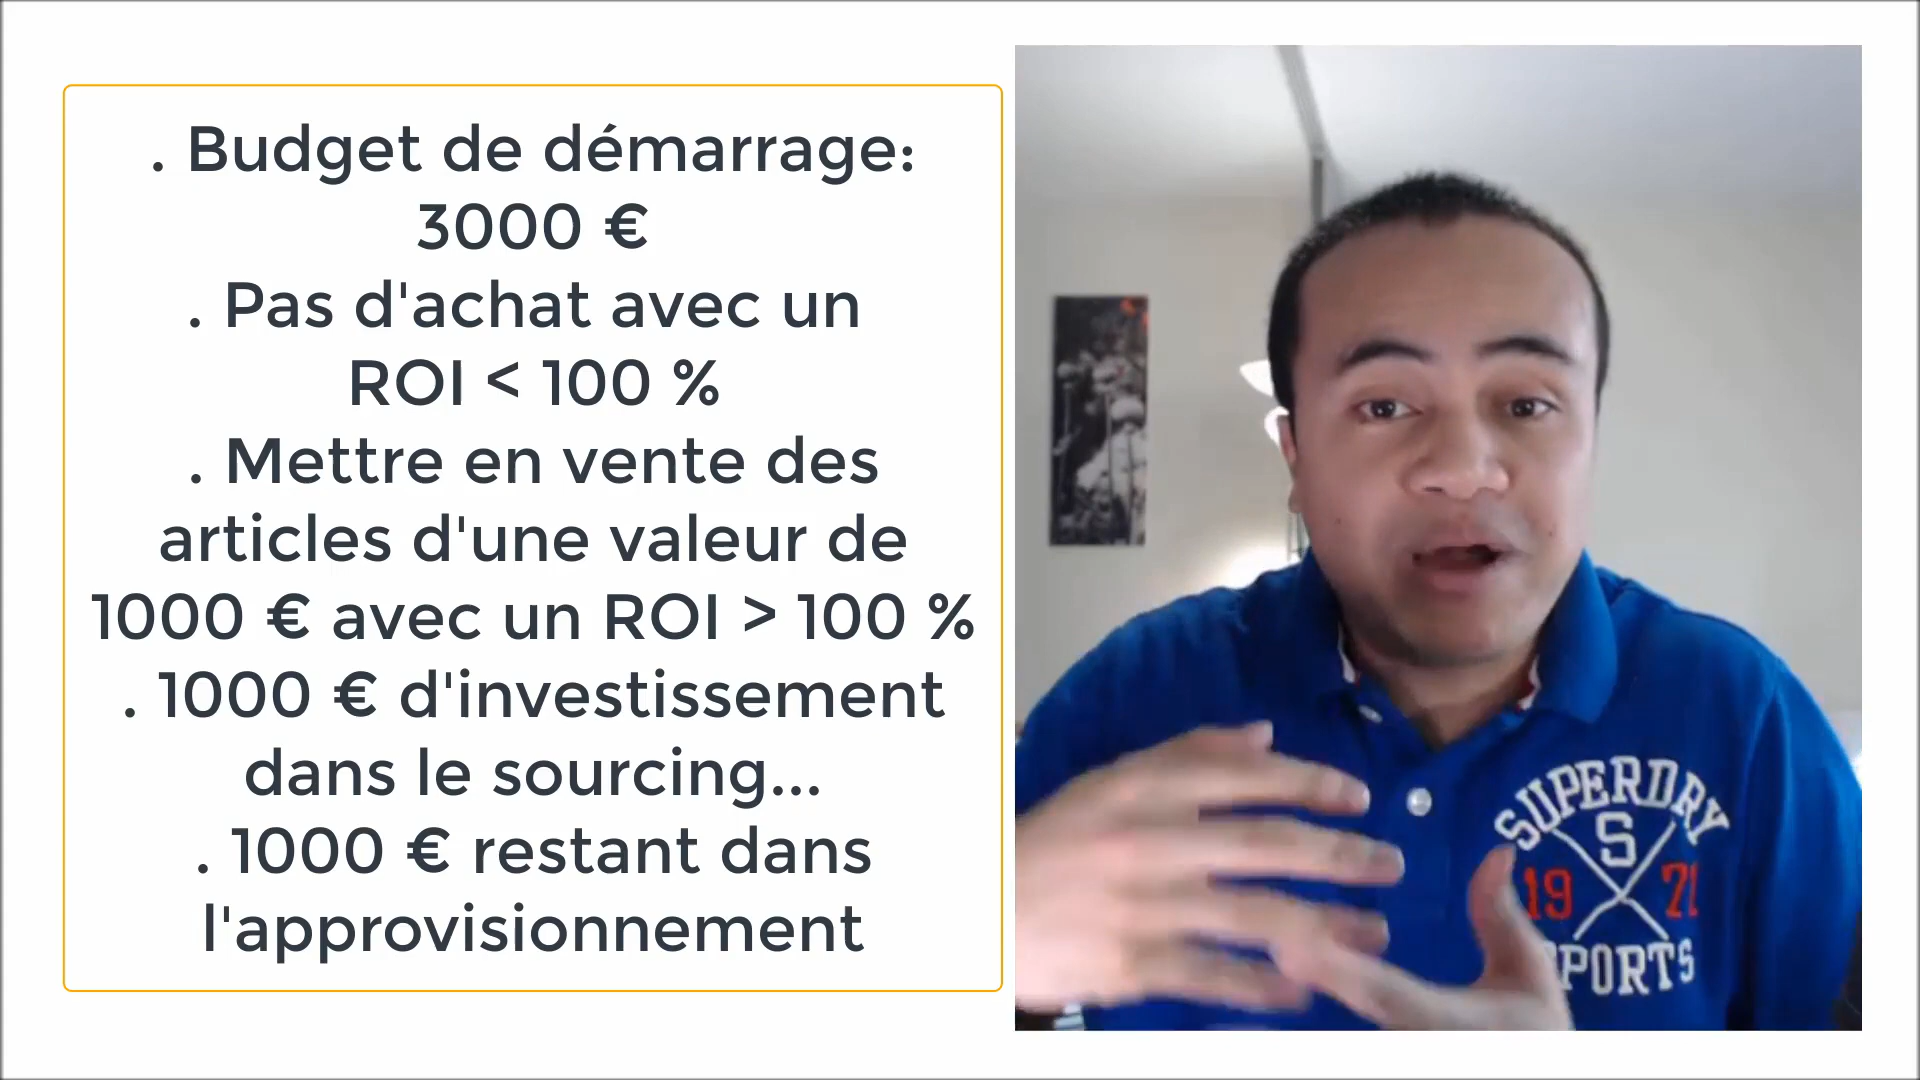 . Budget de démarrage:
3000 €
. Pas d'achat avec un
ROI < 100 %
. Mettre en vente des
articles d'une valeur de
1000 € avec un ROI > 100 %
. 1000 € d'investissement
dans le sourcing...
. 1000 € restant dans
l'approvisionnement
SUPERDRY
S
19 71
SPORTS